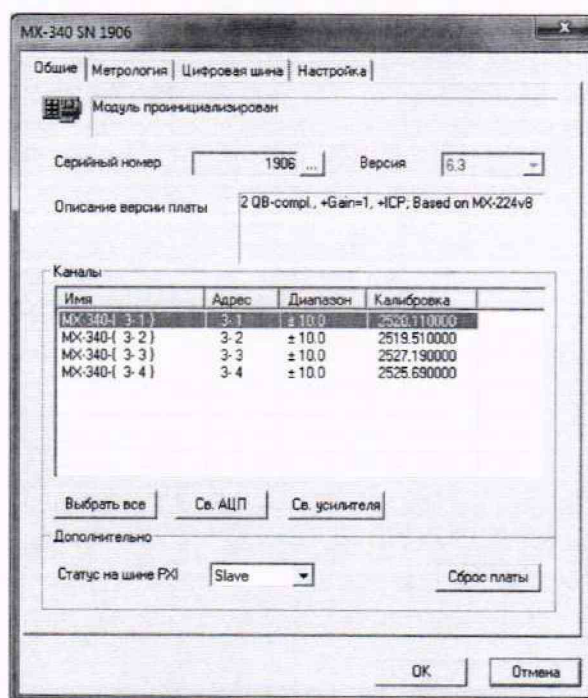 MX-340 SN 1906
Общие Метрология Цифровая шина Настройка
Модуль проинициализирован
Серийный номер 1906 ... Версия 6.3
Описание версии платы 2 QB-compl., +Gain=1, +ICP; Based on MX-224v8
Каналы
Имя Адрес Диапазон Калибровка
MX-340-{ 3- 1 } 3- 1 ± 10.0 2520.110000
MX-340-{ 3- 2 } 3- 2 ± 10.0 2519.510000
MX-340-{ 3- 3 } 3- 3 ± 10.0 2527.190000
MX-340-{ 3- 4 } 3- 4 ± 10.0 2525.690000
Выбрать все Св. АЦП Св. усилителя
Дополнительно
Статус на шине PXI Slave Сброс платы
OK Отмена